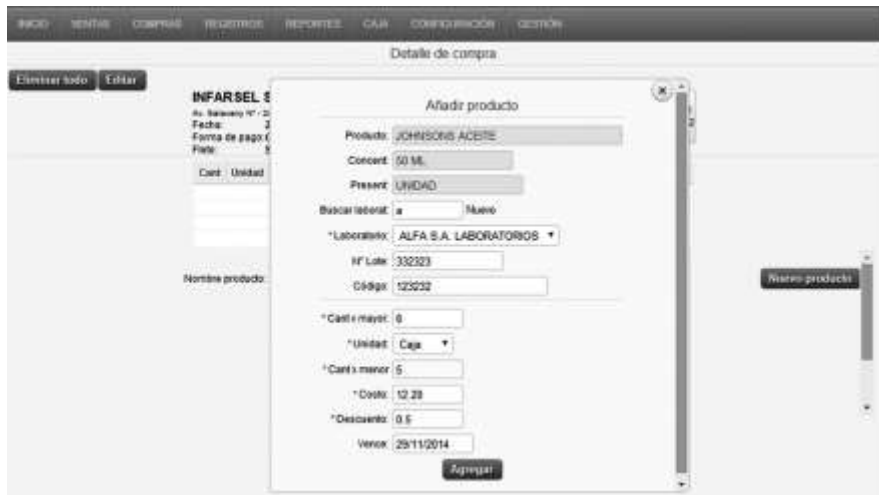 INICIO VENTAS COMPRAS REGISTROS REPORTES CAJA CONFIGURACIÓN GESTIÓN
Detalle de compra
Eliminar todo Editar
INFARSEL S
Fecha: 2
Forma de pago:
Flete:
Cant Unidad
Nombre producto:
Nuevo producto
Añadir producto
Producto: JOHNSONS ACEITE
Concent: 50 ML.
Present: UNIDAD
Buscar laborat: a Nuevo
*Laboratorio: ALFA S.A. LABORATORIOS
Nº Lote: 332323
Código: 123232
*Cant x mayor: 6
*Unidad: Caja
*Cant x menor: 5
*Costo: 12.28
*Descuento: 0.5
Vence: 29/11/2014
Agregar